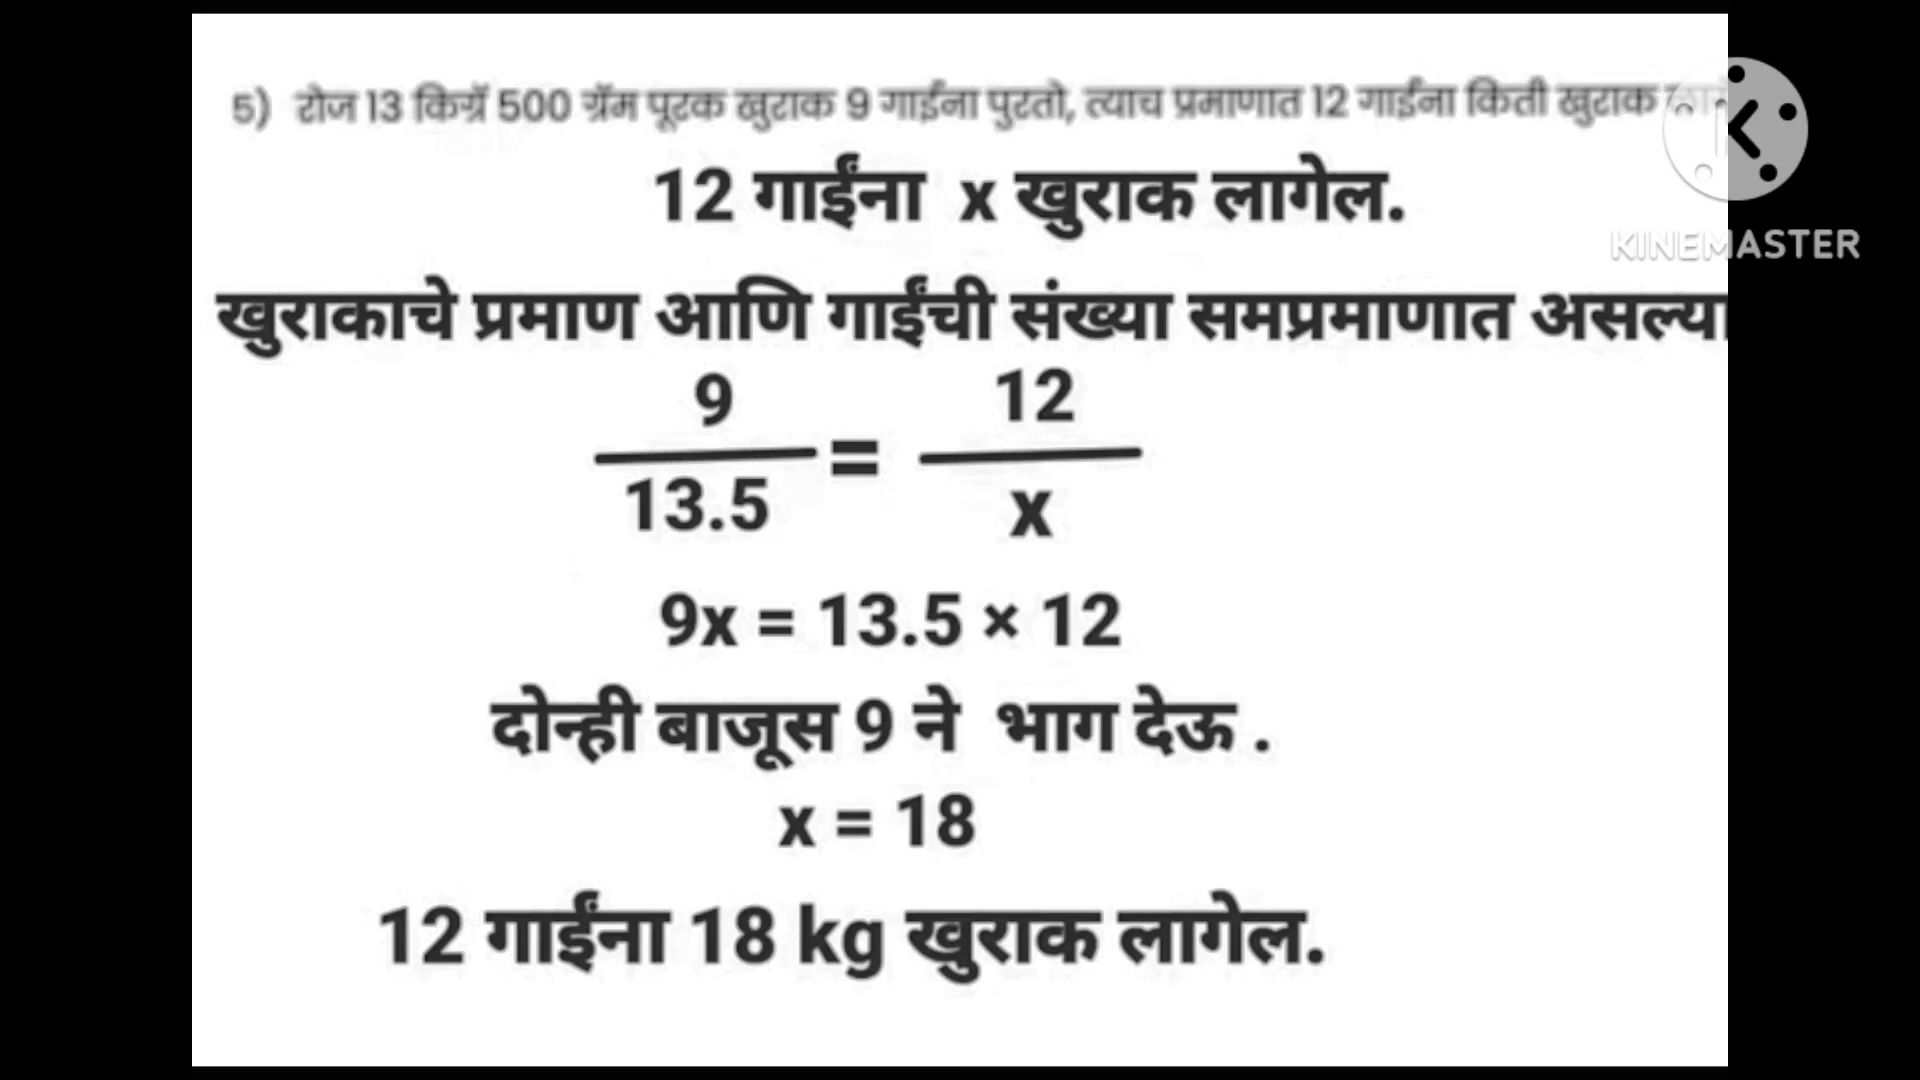 5) रोज 13 किग्रॅ 500 ग्रॅम पूरक खुराक 9 गाईंना पुरतो, त्याच प्रमाणात 12 गाईंना किती खुराक
12 गाईंना x खुराक लागेल.
KINEMASTER
खुराकाचे प्रमाण आणि गाईंची संख्या समप्रमाणात असल्या
9 12
= 
13.5 x
9x = 13.5 × 12
दोन्ही बाजूस 9 ने भाग देऊ .
x = 18
12 गाईंना 18 kg खुराक लागेल.